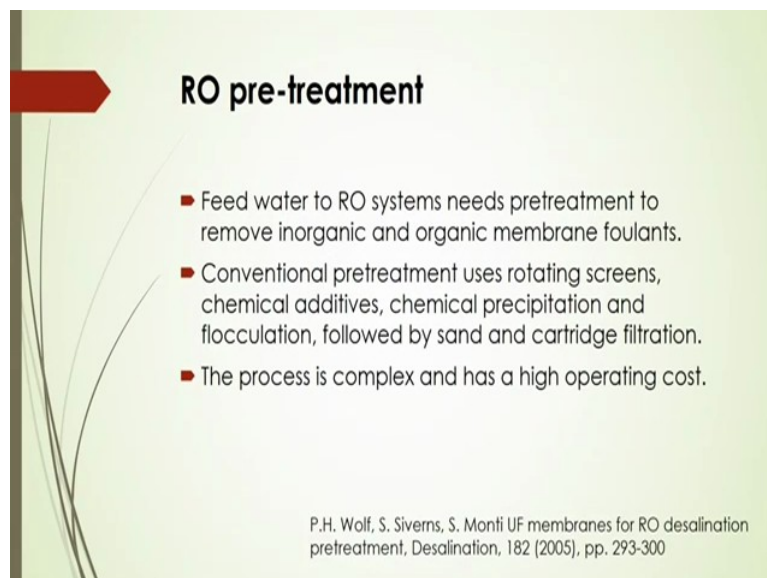 RO pre-treatment
Feed water to RO systems needs pretreatment to
remove inorganic and organic membrane foulants.
Conventional pretreatment uses rotating screens,
chemical additives, chemical precipitation and
flocculation, followed by sand and cartridge filtration.
The process is complex and has a high operating cost.
P.H. Wolf, S. Siverns, S. Monti UF membranes for RO desalination
pretreatment, Desalination, 182 (2005), pp. 293-300